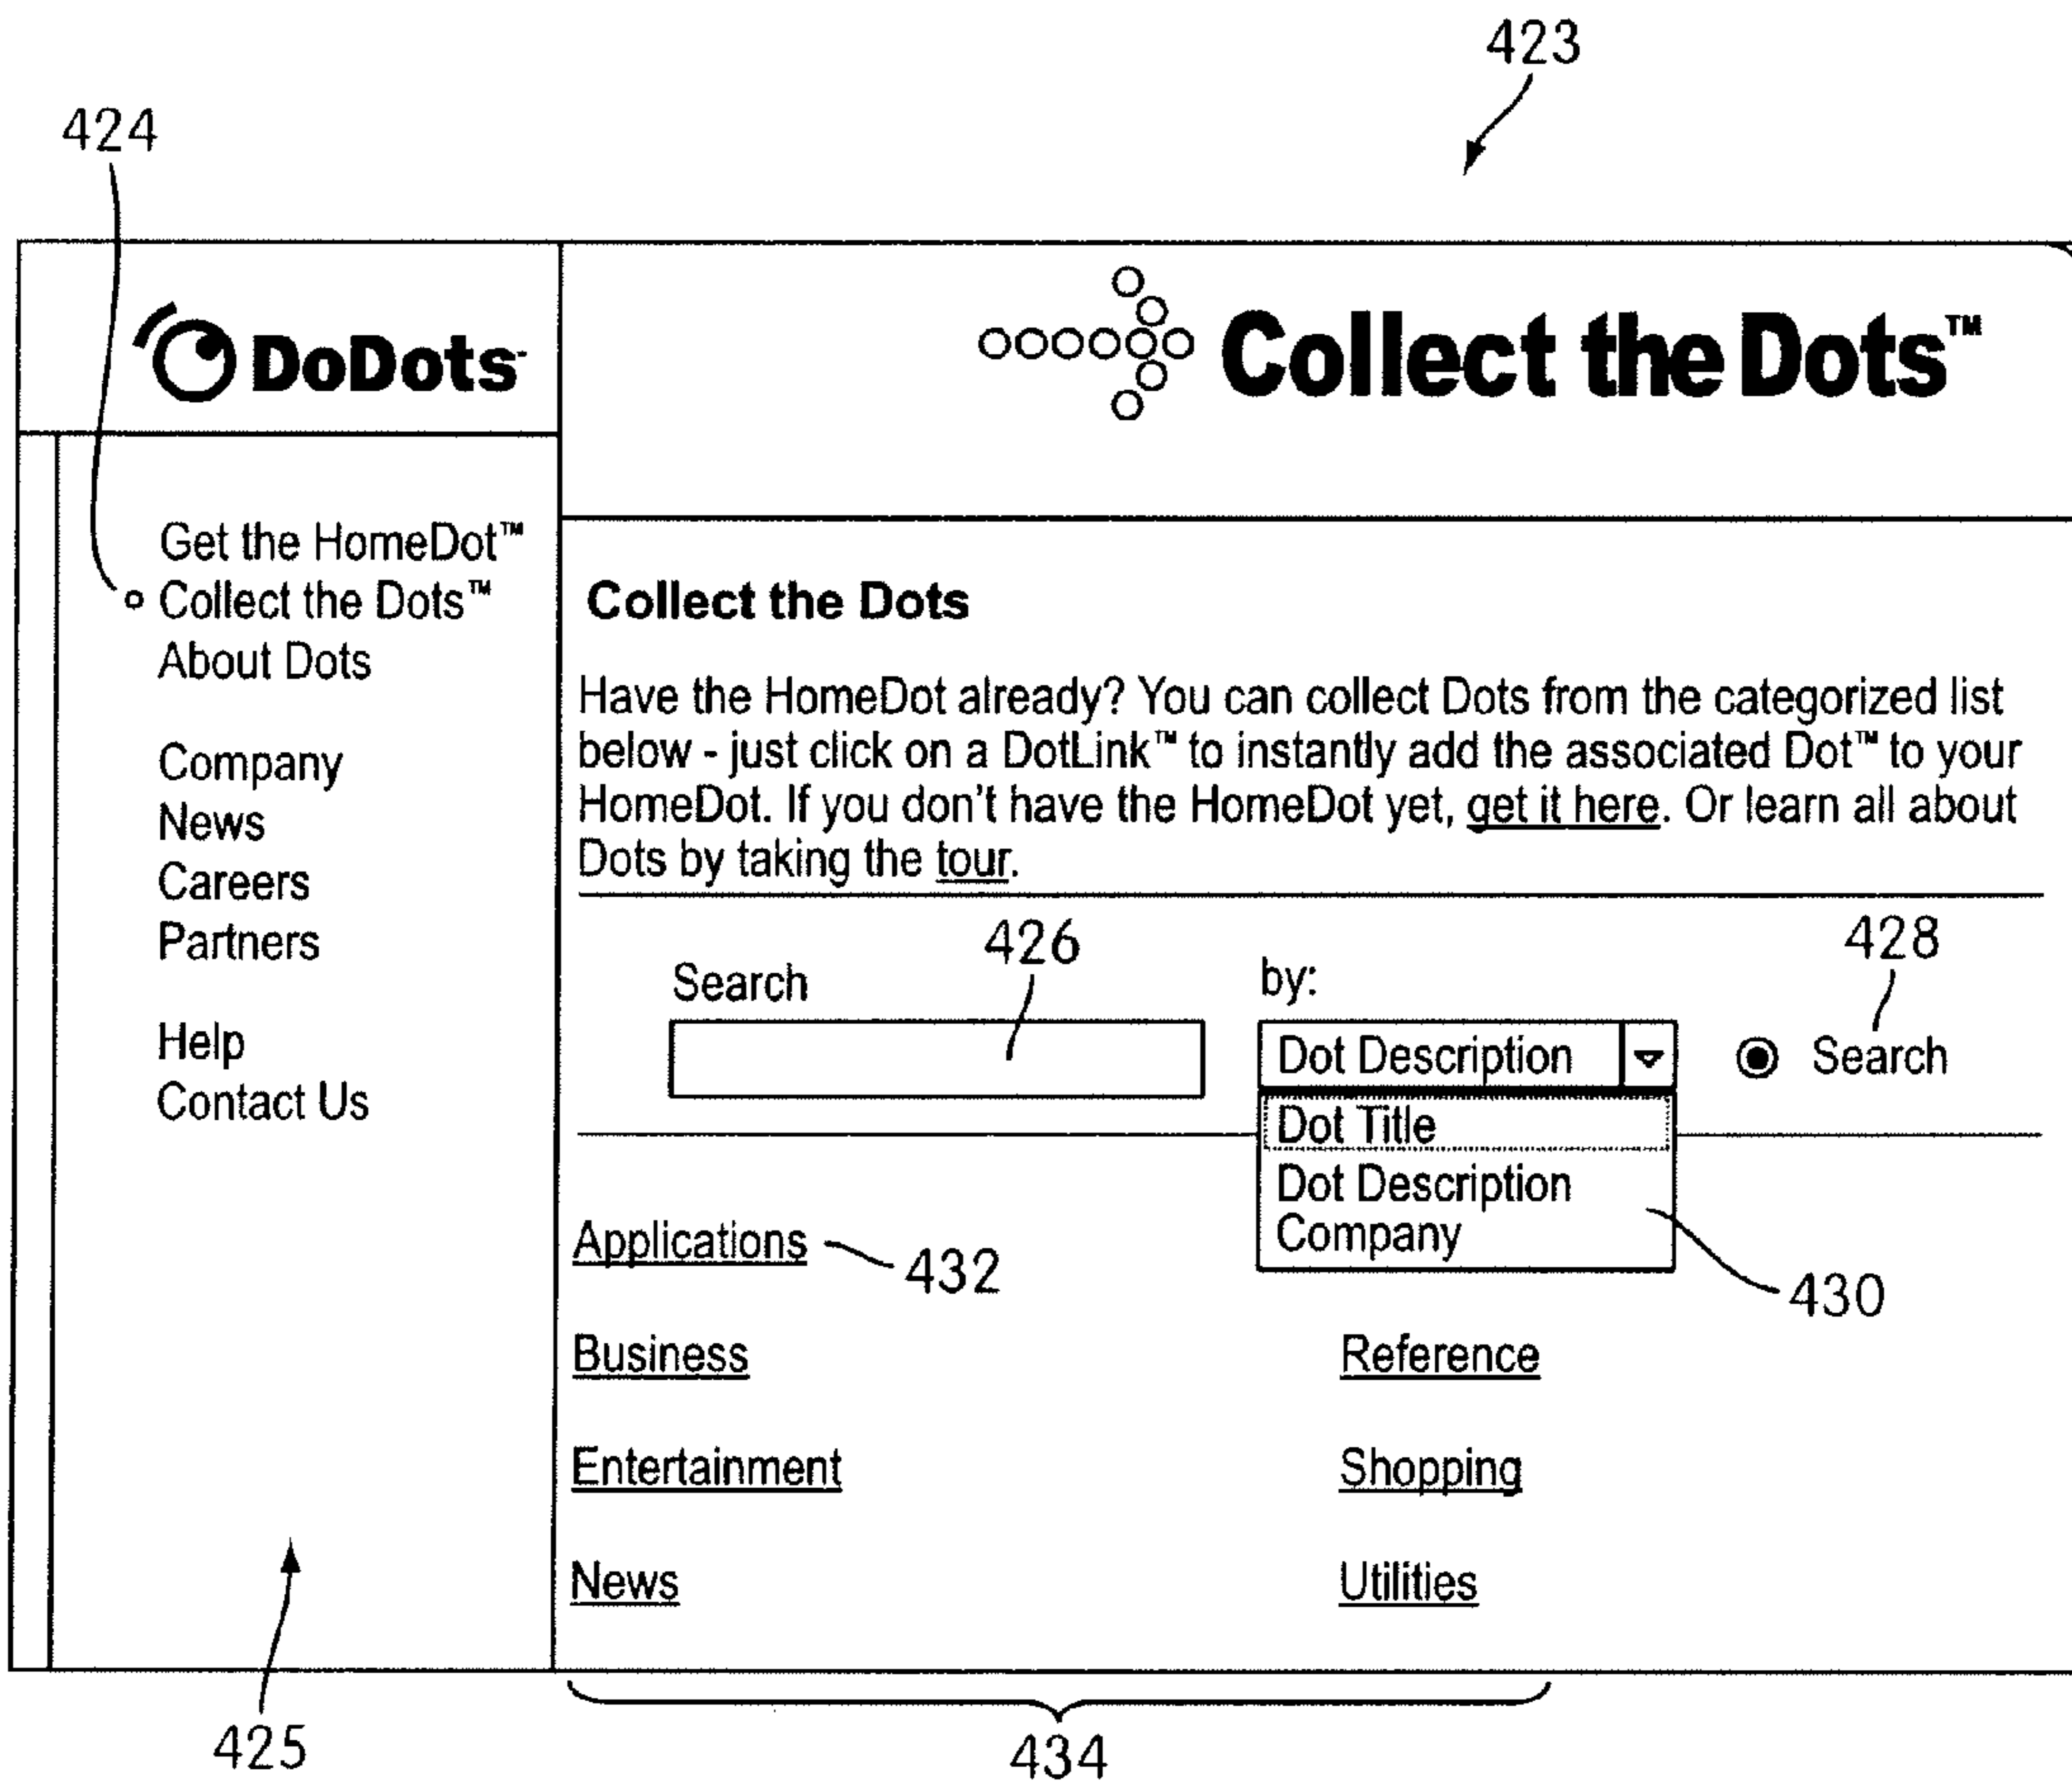 423
424
DoDots
Collect the Dots™
Get the HomeDot™
Collect the Dots™
About Dots
Company
News
Careers
Partners
Help
Contact Us
425
Collect the Dots
Have the HomeDot already? You can collect Dots from the categorized list
below - just click on a DotLink™ to instantly add the associated Dot™ to your
HomeDot. If you don't have the HomeDot yet, get it here. Or learn all about
Dots by taking the tour.
426
428
Search
by:
Dot Description
Search
Dot Title
Dot Description
Company
430
Applications
432
Business
Reference
Entertainment
Shopping
News
Utilities
434